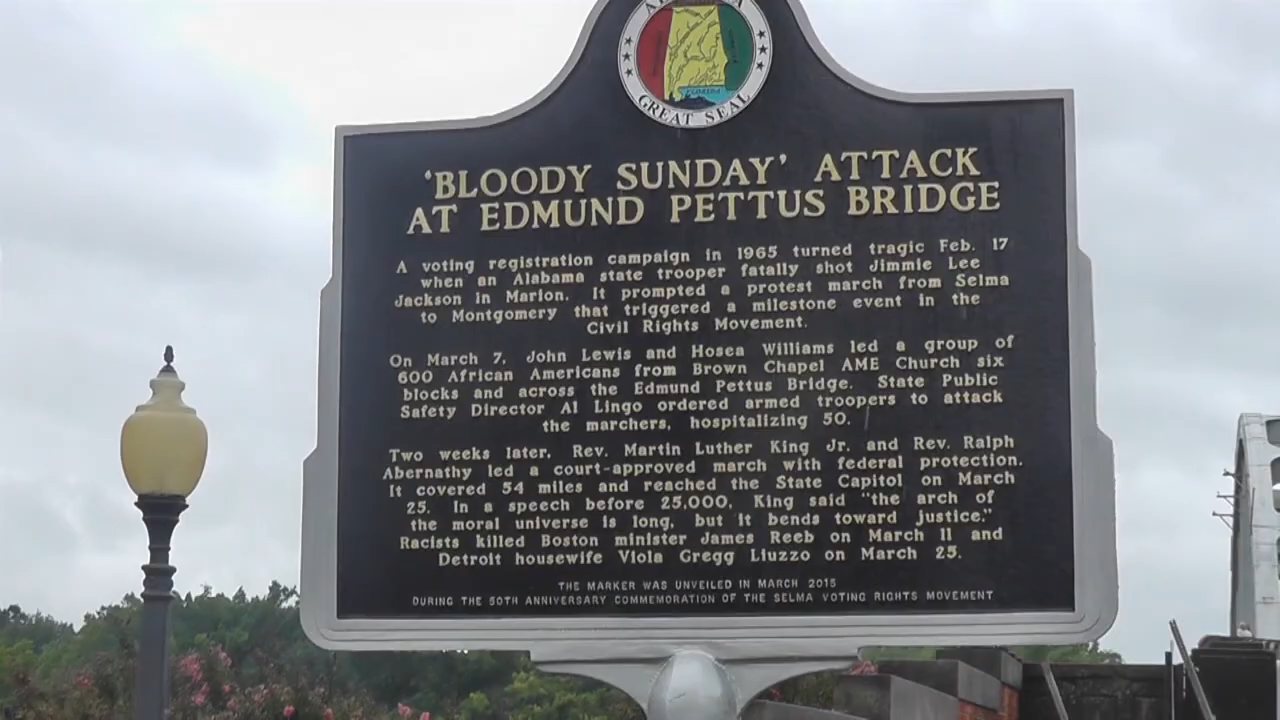 GREAT SEAL
FLORIDA
‘BLOODY SUNDAY’ ATTACK
AT EDMUND PETTUS BRIDGE
A voting registration campaign in 1965 turned tragic Feb. 17
when an Alabama state trooper fatally shot Jimmie Lee
Jackson in Marion. It prompted a protest march from Selma
to Montgomery that triggered a milestone event in the
Civil Rights Movement.
On March 7, John Lewis and Hosea Williams led a group of
600 African Americans from Brown Chapel AME Church six
blocks and across the Edmund Pettus Bridge. State Public
Safety Director Al Lingo ordered armed troopers to attack
the marchers, hospitalizing 50.
Two weeks later, Rev. Martin Luther King Jr. and Rev. Ralph
Abernathy led a court-approved march with federal protection.
It covered 54 miles and reached the State Capitol on March
25. In a speech before 25,000, King said "the arch of
the moral universe is long, but it bends toward justice."
Racists killed Boston minister James Reeb on March 11 and
Detroit housewife Viola Gregg Liuzzo on March 25.
THE MARKER WAS UNVEILED IN MARCH 2015
DURING THE 50TH ANNIVERSARY COMMEMORATION OF THE SELMA VOTING RIGHTS MOVEMENT